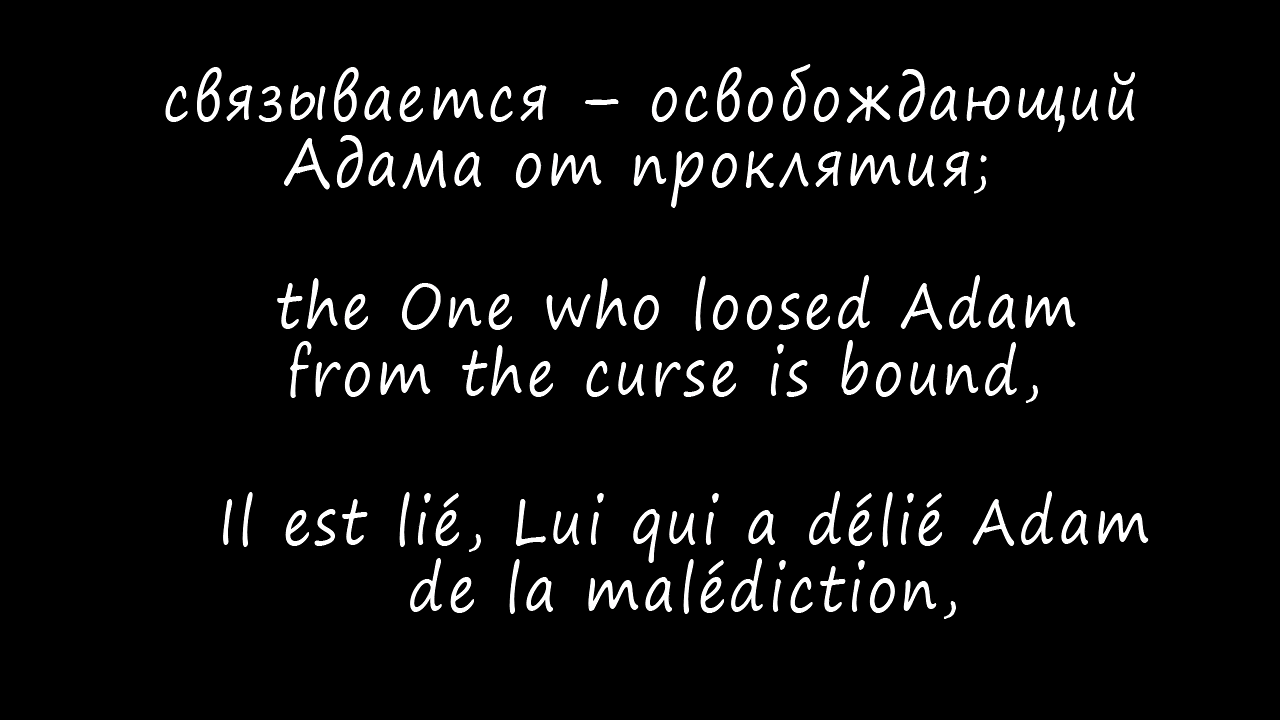 связывается – освобождающий
Адама от проклятия;
the One who loosed Adam
from the curse is bound,
Il est lié, Lui qui a délié Adam
de la malédiction,